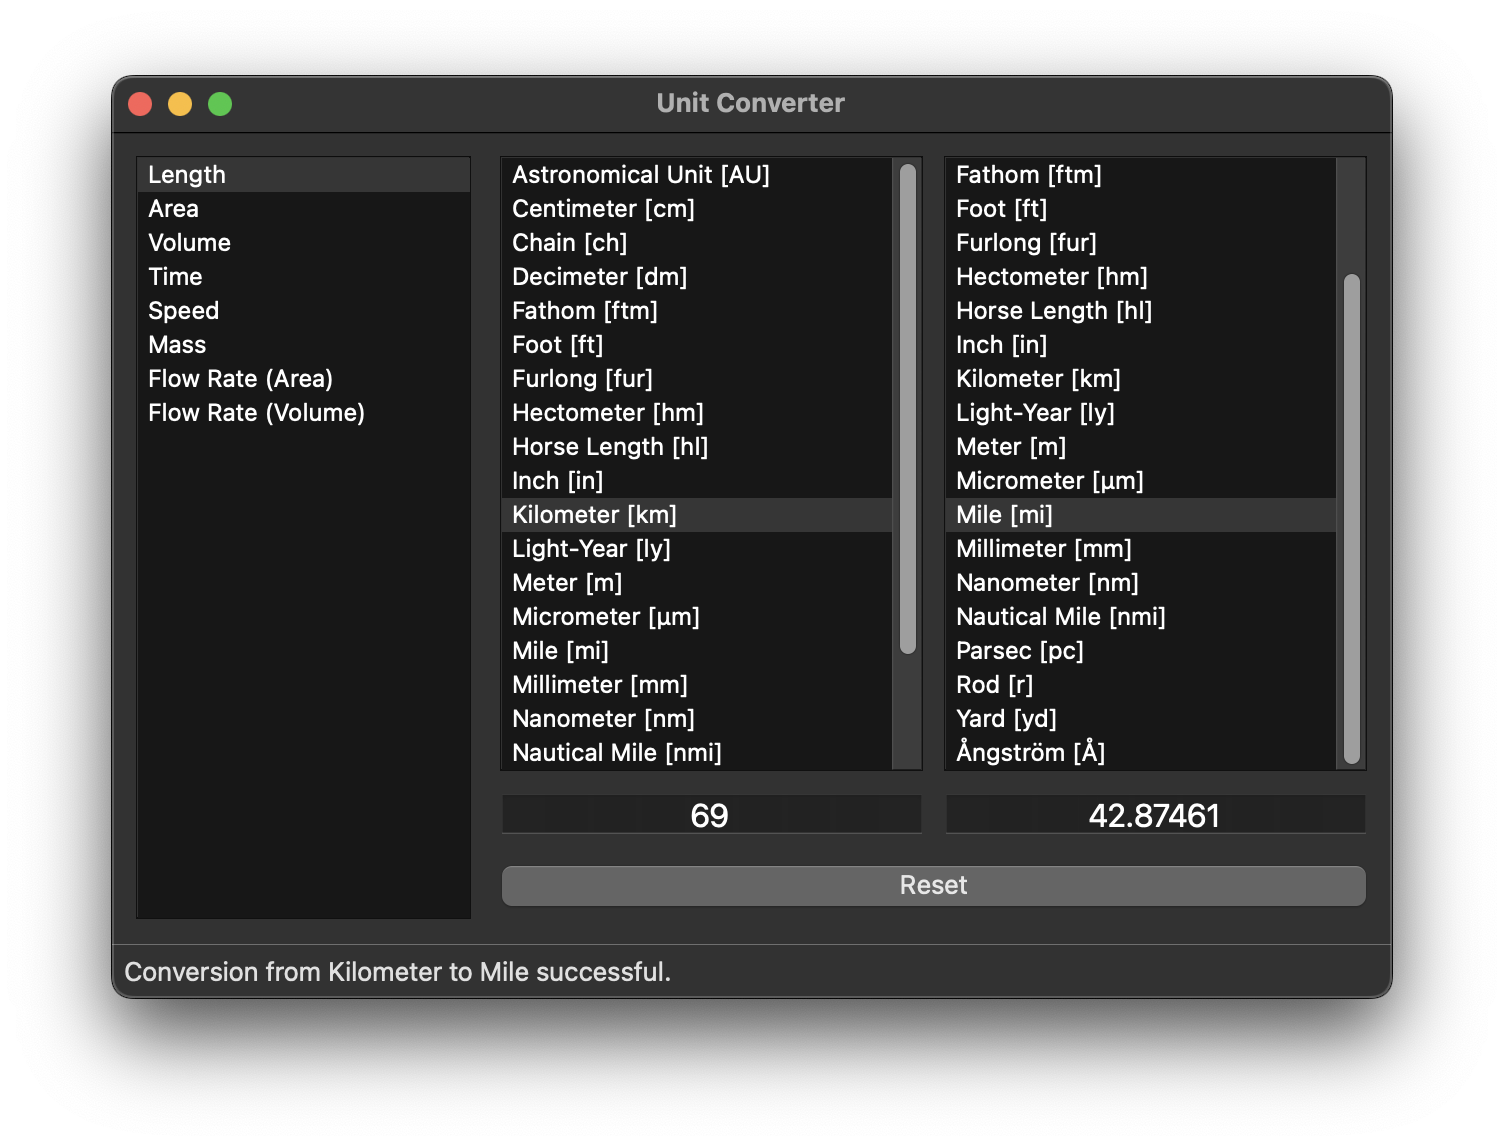 Unit Converter
Length
Area
Volume
Time
Speed
Mass
Flow Rate (Area)
Flow Rate (Volume)
Astronomical Unit [AU]
Centimeter [cm]
Chain [ch]
Decimeter [dm]
Fathom [ftm]
Foot [ft]
Furlong [fur]
Hectometer [hm]
Horse Length [hl]
Inch [in]
Kilometer [km]
Light-Year [ly]
Meter [m]
Micrometer [µm]
Mile [mi]
Millimeter [mm]
Nanometer [nm]
Nautical Mile [nmi]
Fathom [ftm]
Foot [ft]
Furlong [fur]
Hectometer [hm]
Horse Length [hl]
Inch [in]
Kilometer [km]
Light-Year [ly]
Meter [m]
Micrometer [µm]
Mile [mi]
Millimeter [mm]
Nanometer [nm]
Nautical Mile [nmi]
Parsec [pc]
Rod [r]
Yard [yd]
Ångström [Å]
69
42.87461
Reset
Conversion from Kilometer to Mile successful.